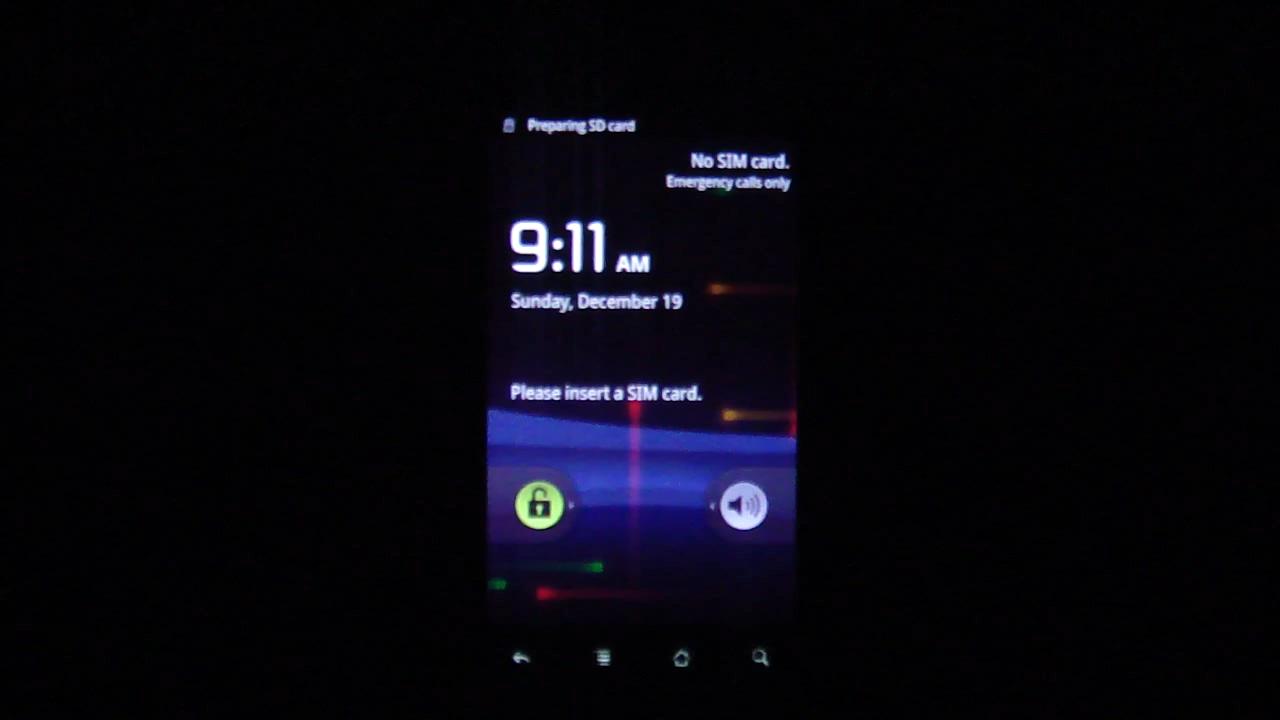 Preparing SD card
No SIM card.
Emergency calls only
9:11 AM
Sunday, December 19
Please insert a SIM card.